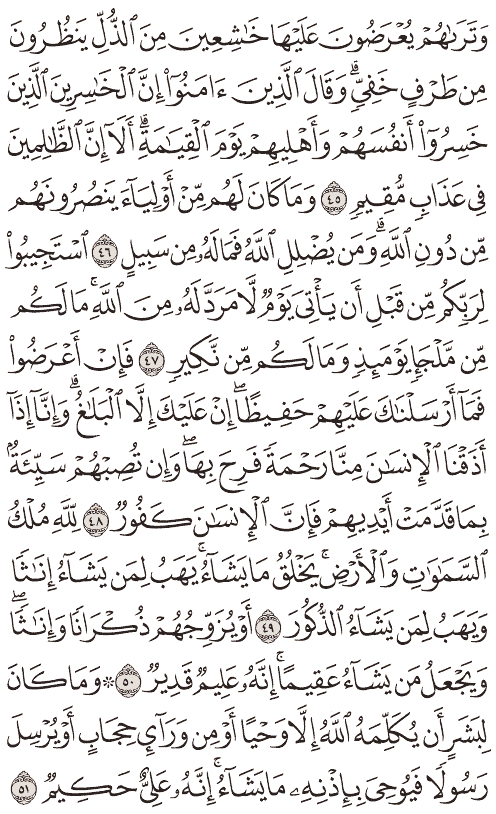 وَتَرَىٰهُمْ يُعْرَضُونَ عَلَيْهَا خَٰشِعِينَ مِنَ ٱلذُّلِّ يَنظُرُونَ
مِن طَرْفٍ خَفِىٍّۗ وَقَالَ ٱلَّذِينَ ءَامَنُوٓا۟ إِنَّ ٱلْخَٰسِرِينَ ٱلَّذِينَ
خَسِرُوٓا۟ أَنفُسَهُمْ وَأَهْلِيهِمْ يَوْمَ ٱلْقِيَٰمَةِۗ أَلَآ إِنَّ ٱلظَّٰلِمِينَ
فِى عَذَابٍ مُّقِيمٍ ٤٥ وَمَا كَانَ لَهُم مِّنْ أَوْلِيَآءَ يَنصُرُونَهُم
مِّن دُونِ ٱللَّهِۗ وَمَن يُضْلِلِ ٱللَّهُ فَمَا لَهُۥ مِن سَبِيلٍ ٤٦ ٱسْتَجِيبُوا۟
لِرَبِّكُم مِّن قَبْلِ أَن يَأْتِىَ يَوْمٌ لَّا مَرَدَّ لَهُۥ مِنَ ٱللَّهِۚ مَا لَكُم
مِّن مَّلْجَإٍ يَوْمَئِذٍ وَمَا لَكُم مِّن نَّكِيرٍ ٤٧ فَإِنْ أَعْرَضُوا۟
فَمَآ أَرْسَلْنَٰكَ عَلَيْهِمْ حَفِيظًاۖ إِنْ عَلَيْكَ إِلَّا ٱلْبَلَٰغُۗ وَإِنَّآ إِذَآ
أَذَقْنَا ٱلْإِنسَٰنَ مِنَّا رَحْمَةً فَرِحَ بِهَاۖ وَإِن تُصِبْهُمْ سَيِّئَةٌۢ
بِمَا قَدَّمَتْ أَيْدِيهِمْ فَإِنَّ ٱلْإِنسَٰنَ كَفُورٌ ٤٨ لِّلَّهِ مُلْكُ
ٱلسَّمَٰوَٰتِ وَٱلْأَرْضِۚ يَخْلُقُ مَا يَشَآءُۚ يَهَبُ لِمَن يَشَآءُ إِنَٰثًا
وَيَهَبُ لِمَن يَشَآءُ ٱلذُّكُورَ ٤٩ أَوْ يُزَوِّجُهُمْ ذُكْرَانًا وَإِنَٰثًاۖ
وَيَجْعَلُ مَن يَشَآءُ عَقِيمًاۚ إِنَّهُۥ عَلِيمٌ قَدِيرٌ ٥٠ ۞ وَمَا كَانَ
لِبَشَرٍ أَن يُكَلِّمَهُ ٱللَّهُ إِلَّا وَحْيًا أَوْ مِن وَرَآئِ حِجَابٍ أَوْ يُرْسِلَ
رَسُولًا فَيُوحِىَ بِإِذْنِهِۦ مَا يَشَآءُۚ إِنَّهُۥ عَلِىٌّ حَكِيمٌ ٥١